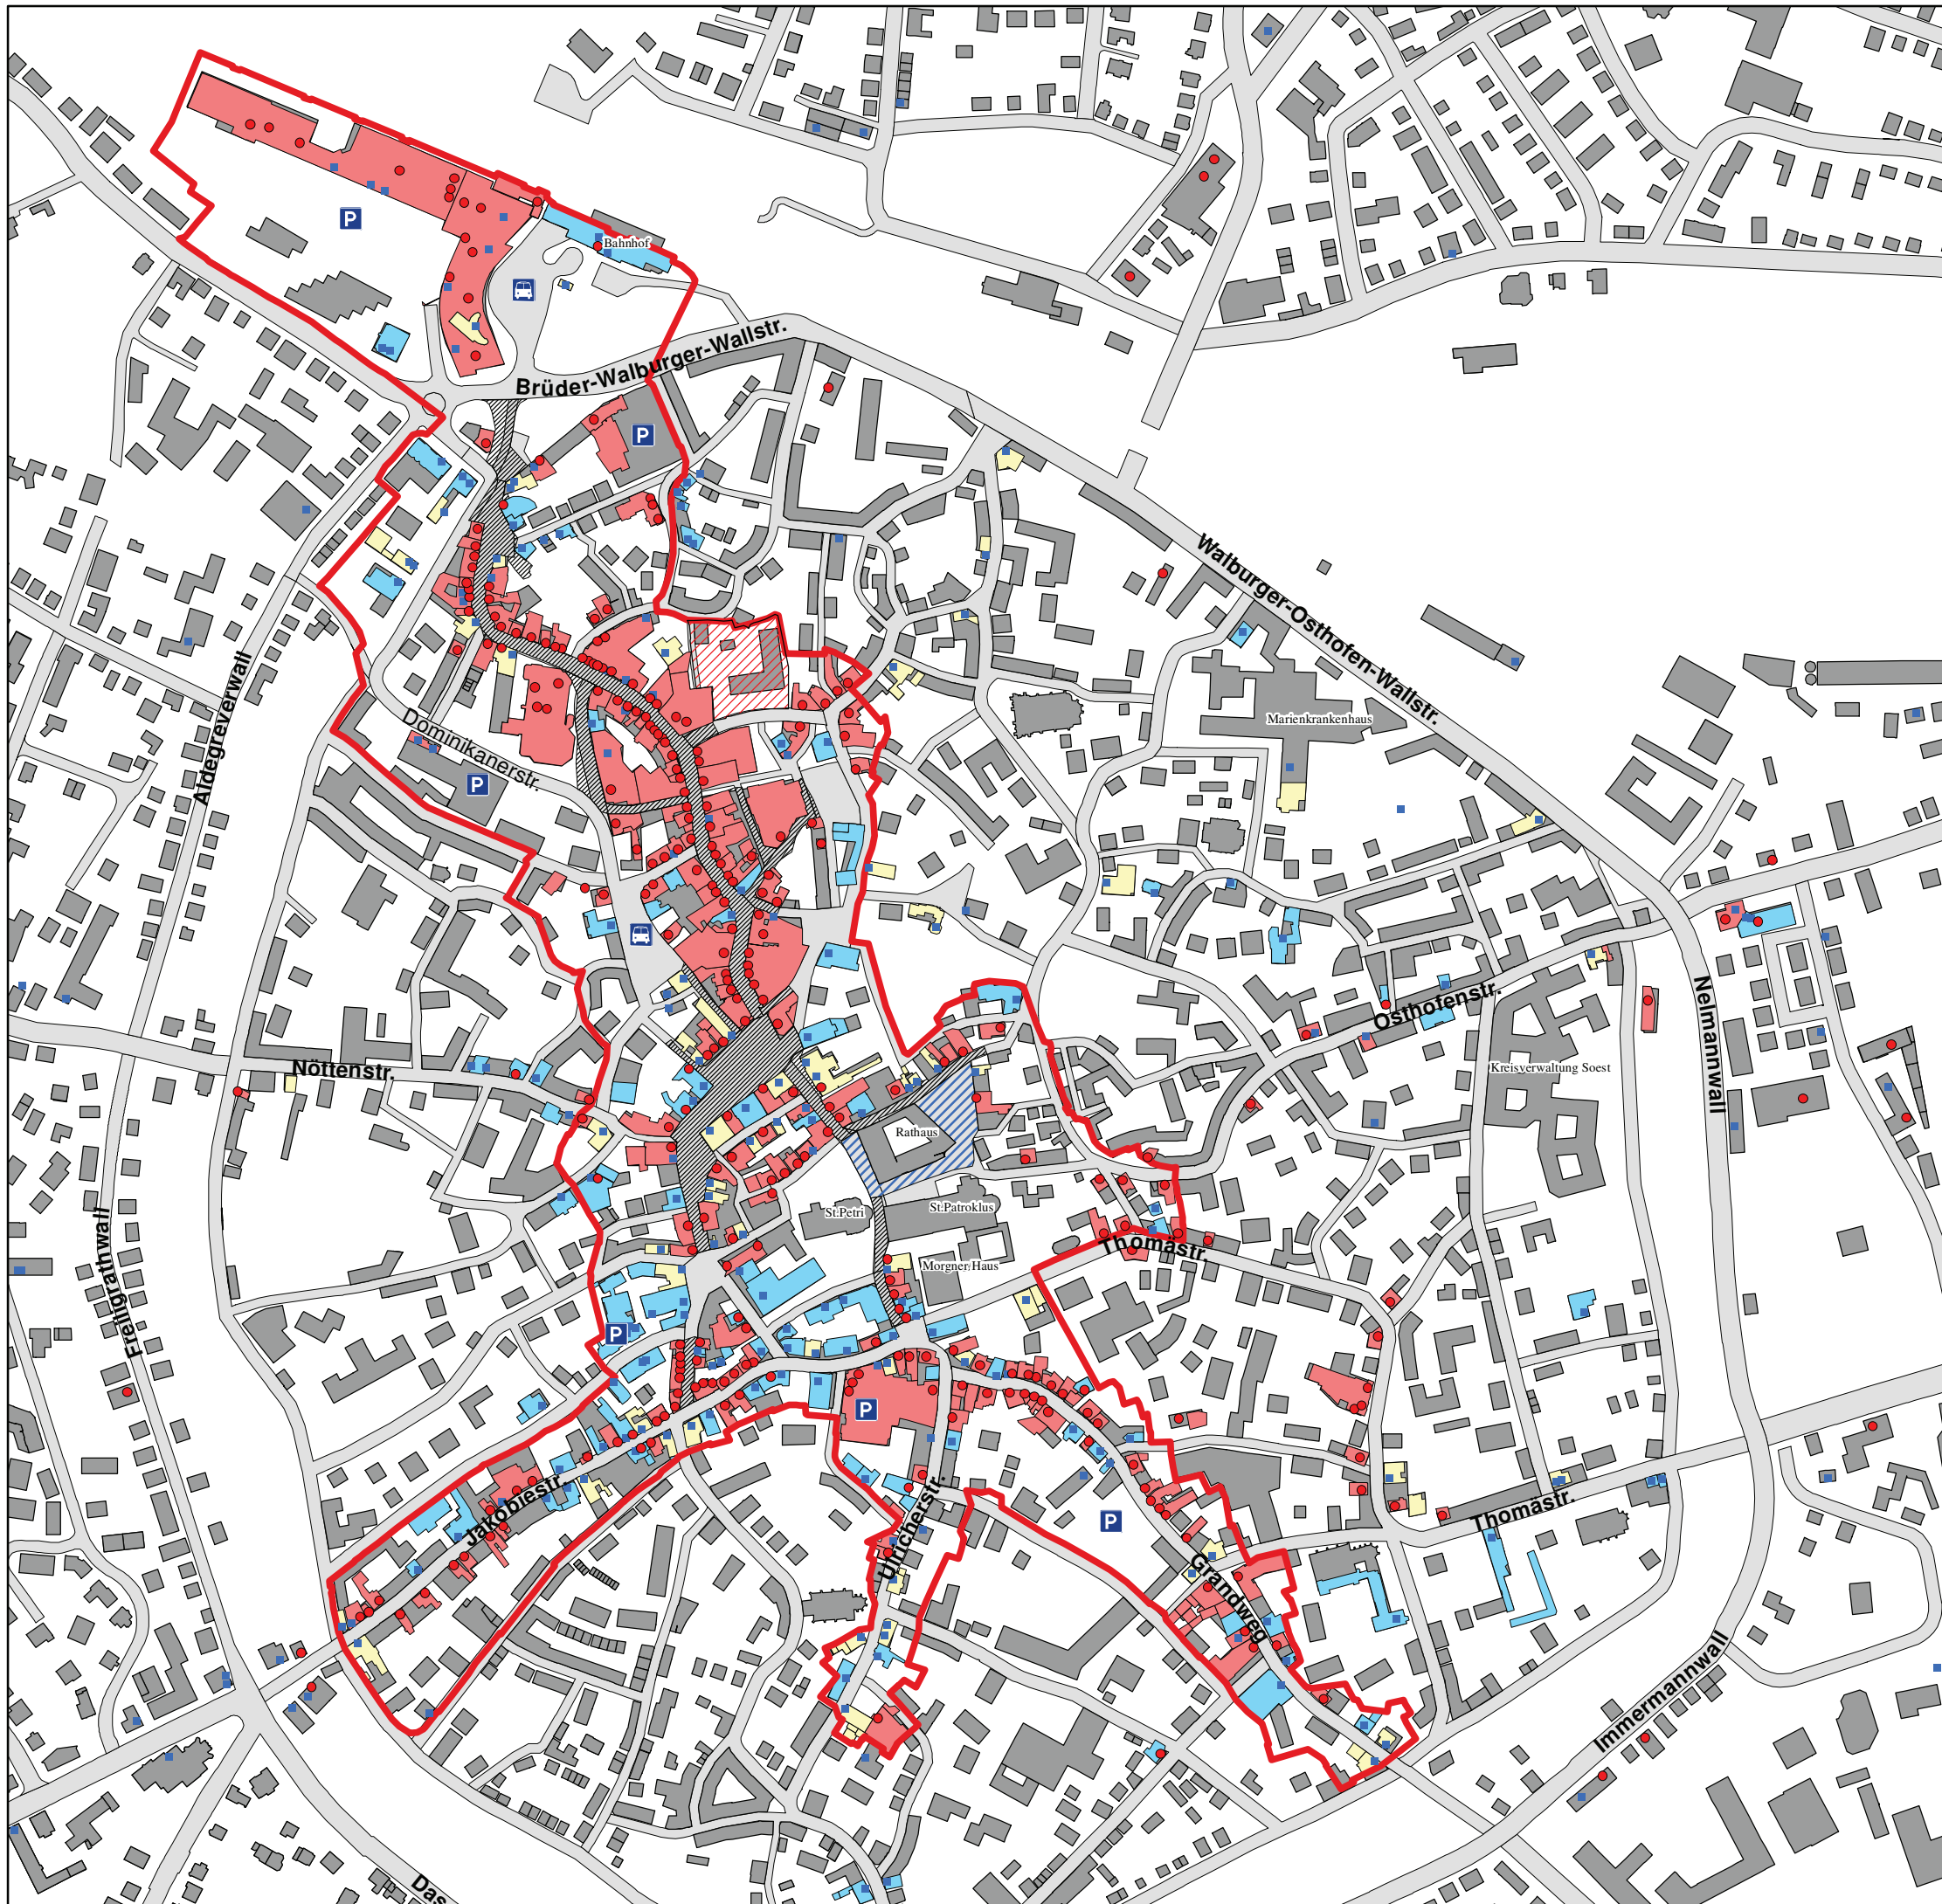 P
Bahnhof
Brüder-Walburger-Wallstr.
P
Walburger-Osthofen-Wallstr.
Aldegreverwall
Dominikanerstr.
Marienkrankenhaus
P
Nelmannwall
Osthofenstr.
Nöttenstr.
Kreisverwaltung Soest
Rathaus
St.Petri
St.Patroklus
Freiligrathwall
Thomästr.
Morgner Haus
P
P
Jakobiestr.
Ulricherstr.
P
Thomästr.
Grandweg
Immermannwall
Das